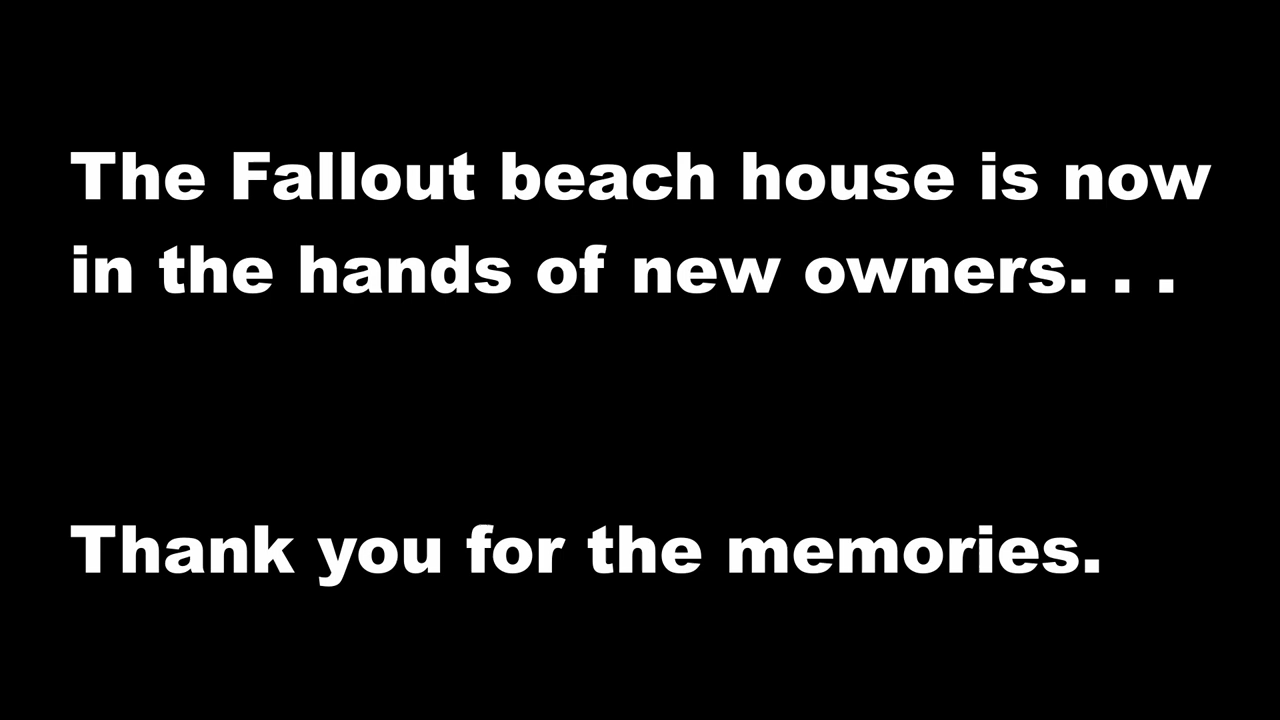 The Fallout beach house is now
in the hands of new owners. . .
Thank you for the memories.